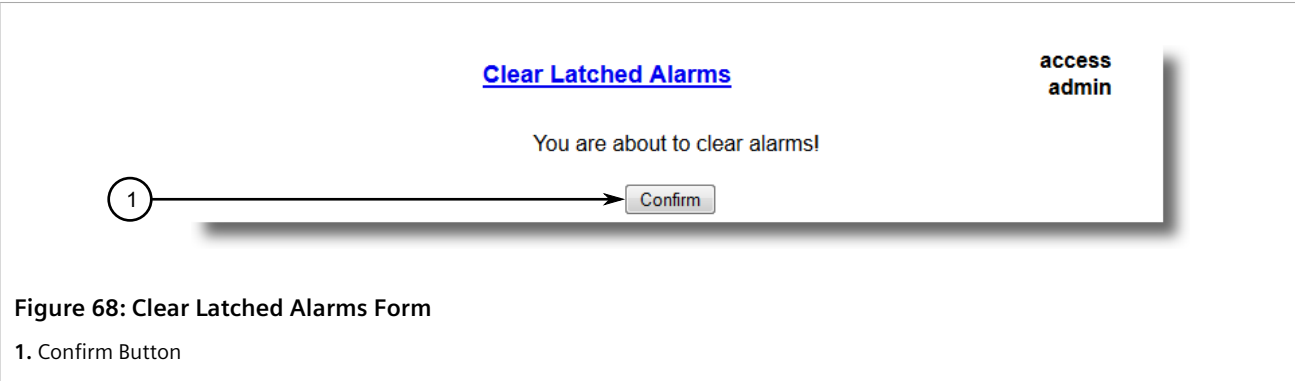 Clear Latched Alarms
access
admin
You are about to clear alarms!
1
Confirm
Figure 68: Clear Latched Alarms Form
1. Confirm Button